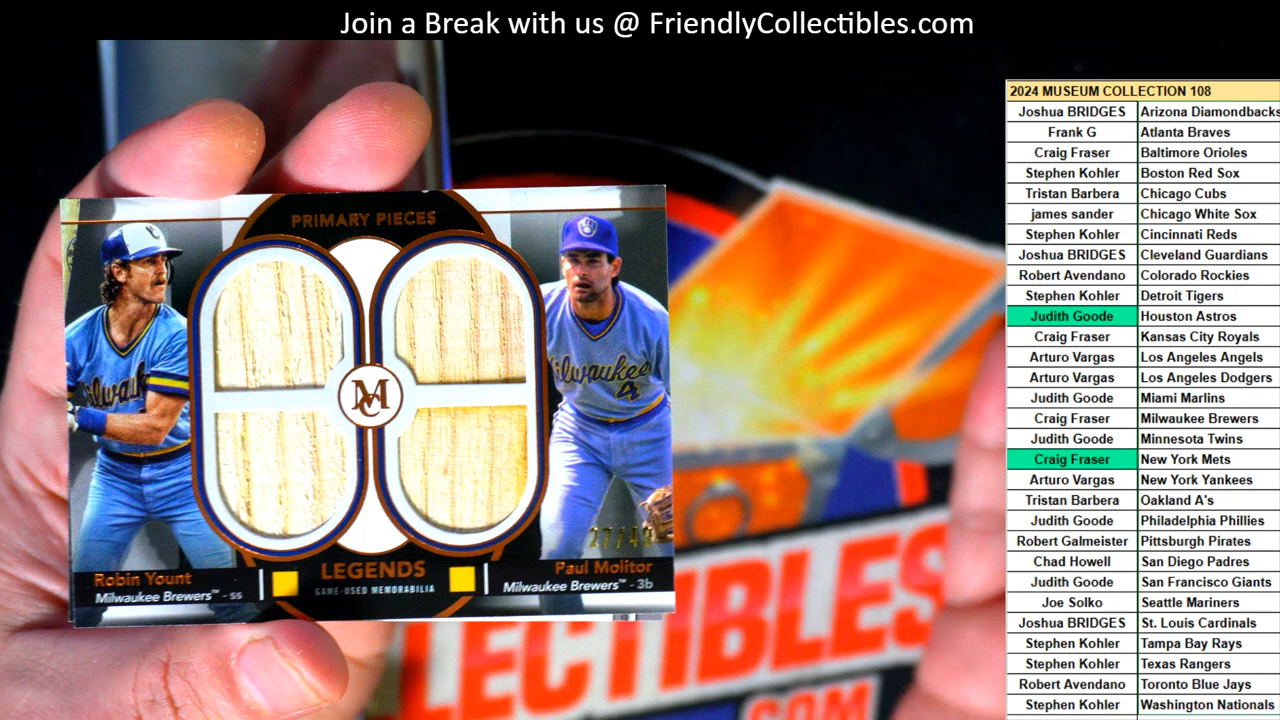 Join a Break with us @ FriendlyCollectibles.com
PRIMARY PIECES
Milwauk
Milwaukee
4
MC
Robin Yount
Milwaukee Brewers™ - ss
LEGENDS
GAME-USED MEMORABILIA
Paul Molitor
Milwaukee Brewers™ - 3b
LECTIBLES
.COM
2024 MUSEUM COLLECTION 108
Joshua BRIDGES Arizona Diamondbacks
Frank G Atlanta Braves
Craig Fraser Baltimore Orioles
Stephen Kohler Boston Red Sox
Tristan Barbera Chicago Cubs
james sander Chicago White Sox
Stephen Kohler Cincinnati Reds
Joshua BRIDGES Cleveland Guardians
Robert Avendano Colorado Rockies
Stephen Kohler Detroit Tigers
Judith Goode Houston Astros
Craig Fraser Kansas City Royals
Arturo Vargas Los Angeles Angels
Arturo Vargas Los Angeles Dodgers
Judith Goode Miami Marlins
Craig Fraser Milwaukee Brewers
Judith Goode Minnesota Twins
Craig Fraser New York Mets
Arturo Vargas New York Yankees
Tristan Barbera Oakland A's
Judith Goode Philadelphia Phillies
Robert Galmeister Pittsburgh Pirates
Chad Howell San Diego Padres
Judith Goode San Francisco Giants
Joe Solko Seattle Mariners
Joshua BRIDGES St. Louis Cardinals
Stephen Kohler Tampa Bay Rays
Stephen Kohler Texas Rangers
Robert Avendano Toronto Blue Jays
Stephen Kohler Washington Nationals